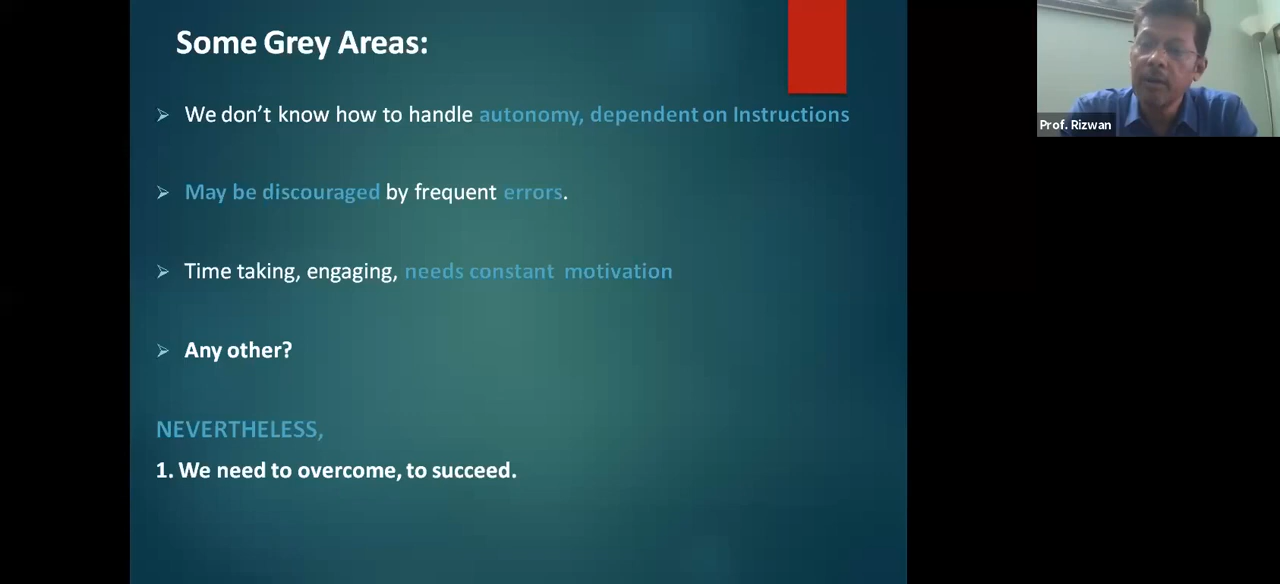 Some Grey Areas:
We don't know how to handle autonomy, dependent on Instructions
May be discouraged by frequent errors.
Time taking, engaging, needs constant motivation
Any other?
NEVERTHELESS,
1. We need to overcome, to succeed.
Prof. Rizwan